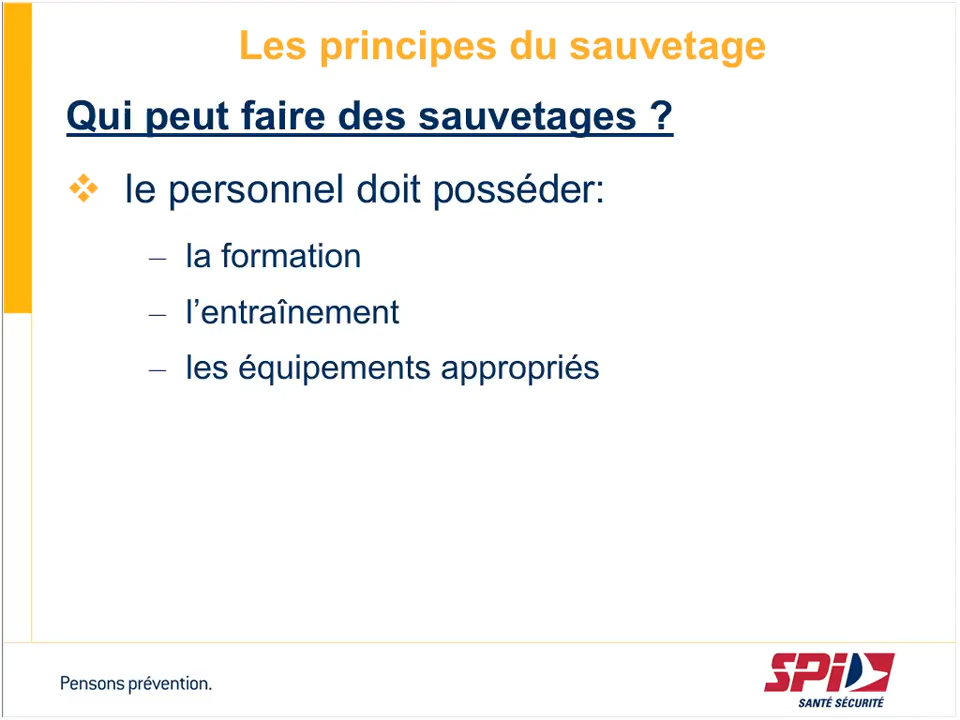 Les principes du sauvetage
Qui peut faire des sauvetages ?
❖ le personnel doit posséder:
– la formation
– l’entraînement
– les équipements appropriés
Pensons prévention.
SPI
SANTÉ SÉCURITÉ